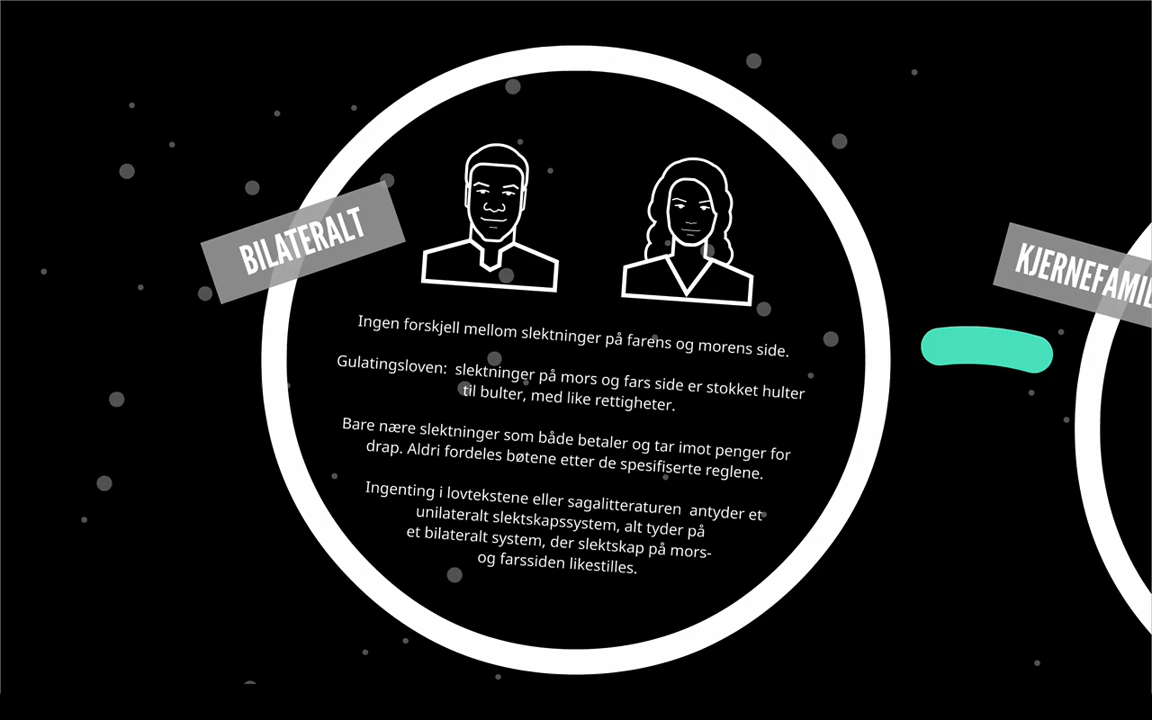 BILATERALT
Ingen forskjell mellom slektninger på farens og morens side.
Gulatingsloven: slektninger på mors og fars side er stokket hulter
til bulter, med like rettigheter.
Bare nære slektninger som både betaler og tar imot penger for
drap. Aldri fordeles bøtene etter de spesifiserte reglene.
Ingenting i lovtekstene eller sagalitteraturen antyder et
unilateralt slektskapssystem, alt tyder på
et bilateralt system, der slektskap på mors-
og farssiden likestilles.
KJERNEFAMIL